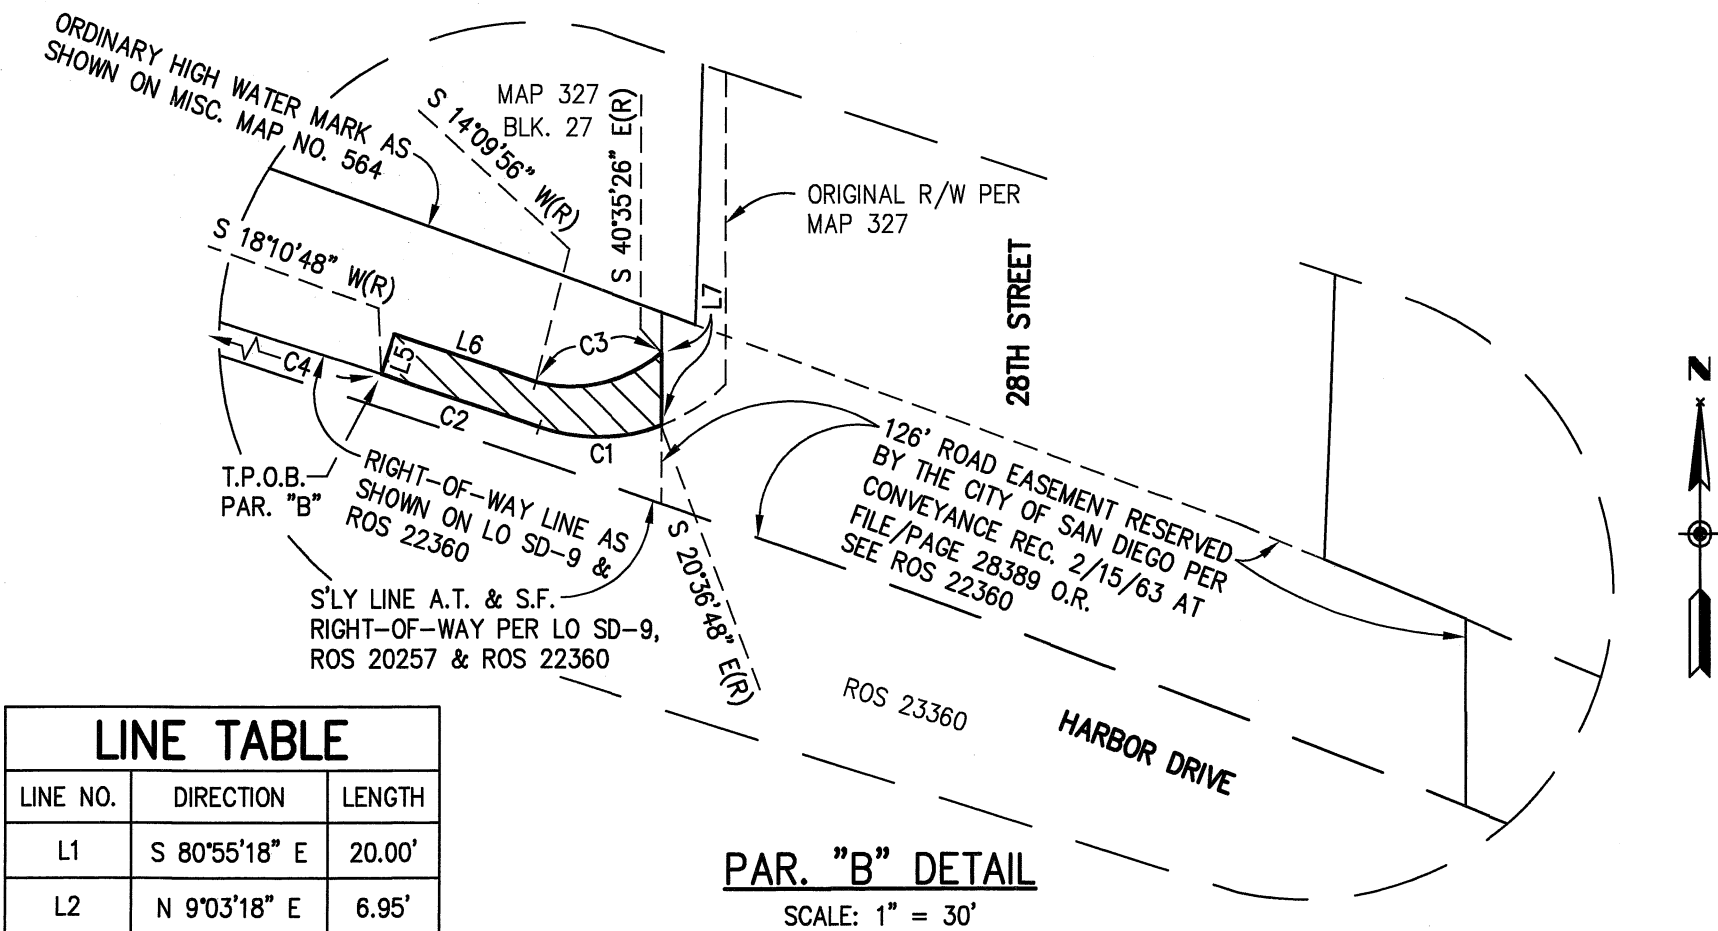 ORDINARY HIGH WATER MARK AS
SHOWN ON MISC. MAP NO. 564
MAP 327
BLK. 27
S 14°09'56" W(R)
S 40°35'26" E(R)
ORIGINAL R/W PER
MAP 327
28TH STREET
S 18°10'48" W(R)
L7
L6
C3
L5
C4
C2
C1
N
T.P.O.B.
PAR. "B"
RIGHT-OF-WAY LINE AS
SHOWN ON LO SD-9 &
ROS 22360
126' ROAD EASEMENT RESERVED
BY THE CITY OF SAN DIEGO PER
CONVEYANCE REC. 2/15/63 AT
FILE/PAGE 28389 O.R.
SEE ROS 22360
S'LY LINE A.T. & S.F.
RIGHT-OF-WAY PER LO SD-9,
ROS 20257 & ROS 22360
S 20°36'48" E(R)
ROS 23360
HARBOR DRIVE
LINE TABLE
LINE NO. DIRECTION LENGTH
L1 S 80°55'18" E 20.00'
L2 N 9°03'18" E 6.95'
PAR. "B" DETAIL
SCALE: 1" = 30'